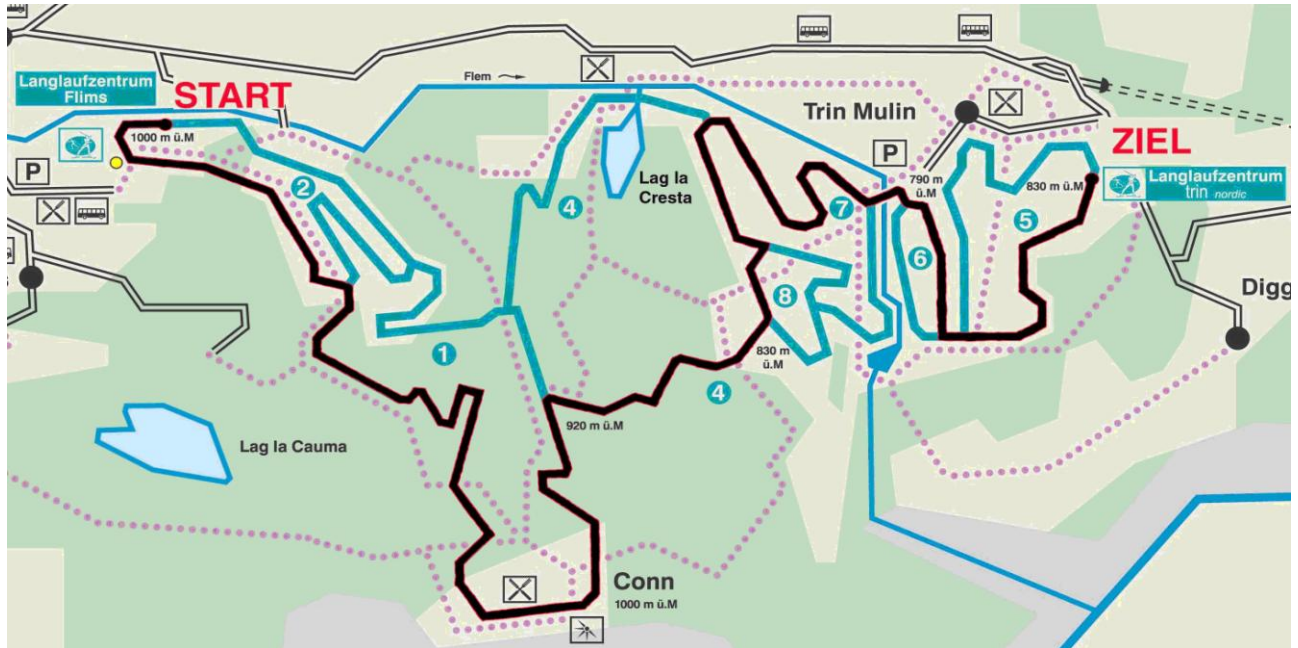 Langlaufzentrum
Flims
START
Flem
1000 m ü.M
P
2
4
Lag la
Cresta
Trin Mulin
P
790 m
ü.M
ZIEL
830 m ü.M
Langlaufzentrum
trin nordic
7
5
6
8
Digg
1
830 m
ü.M
4
920 m ü.M
Lag la Cauma
Conn
1000 m ü.M